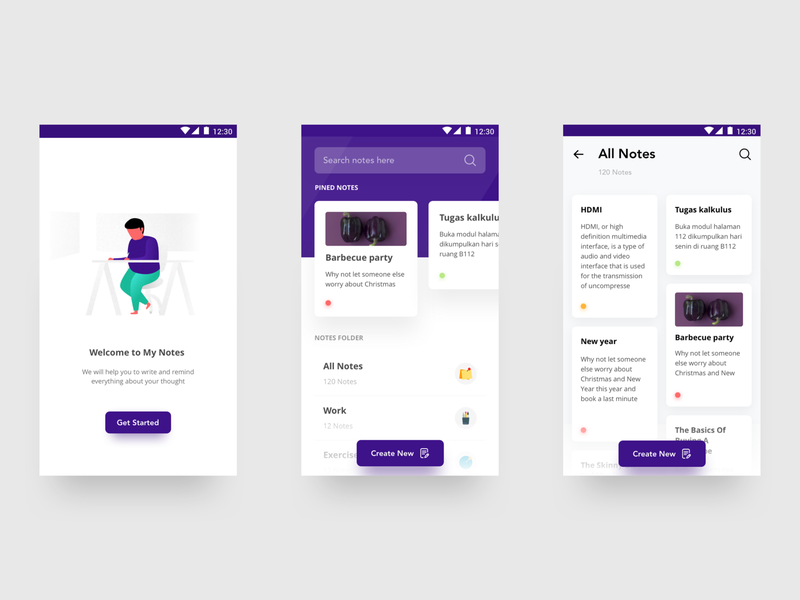 12:30
Welcome to My Notes
We will help you to write and remind
everything about your thought
Get Started
12:30
Search notes here
PINED NOTES
Barbecue party
Why not let someone else
worry about Christmas
Tugas kalkulu
Buka modul halama
dikumpulkan hari s
ruang B112
NOTES FOLDER
All Notes
120 Notes
Work
12 Notes
Exercise
Create New
12:30
All Notes
120 Notes
HDMI
HDMI, or high
definition multimedia
interface, is a type of
audio and video
interface that is used
for the transmission
of uncompresse
New year
Why not let someone
else worry about
Christmas and New
Year this year and
book a last minute
The Skinn
Tugas kalkulus
Buka modul halaman
112 dikumpulkan hari
senin di ruang B112
Barbecue party
Why not let someone
else worry about
Christmas and New
The Basics Of
Buying A
Create New